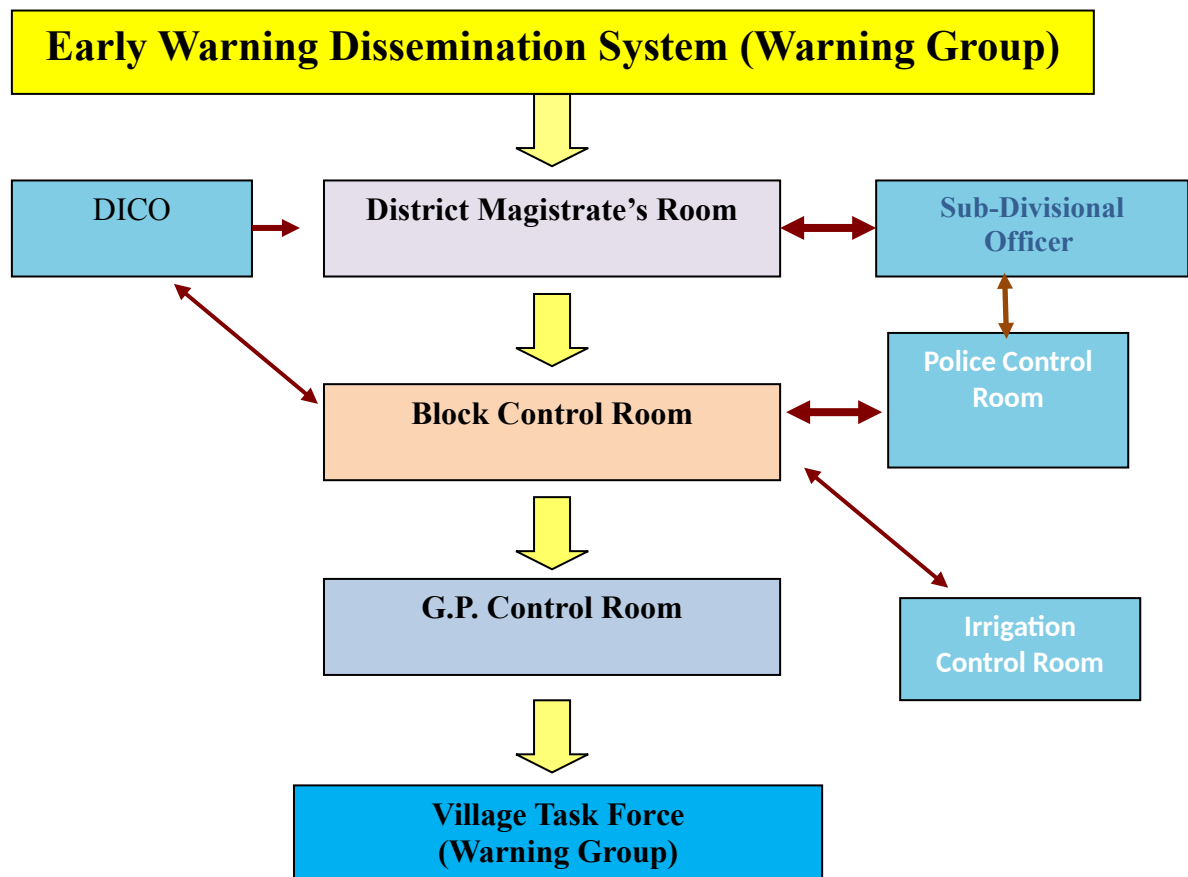 Early Warning Dissemination System (Warning Group)
DICO
District Magistrate’s Room
Sub-Divisional
Officer
Police Control
Room
Block Control Room
G.P. Control Room
Irrigation
Control Room
Village Task Force
(Warning Group)